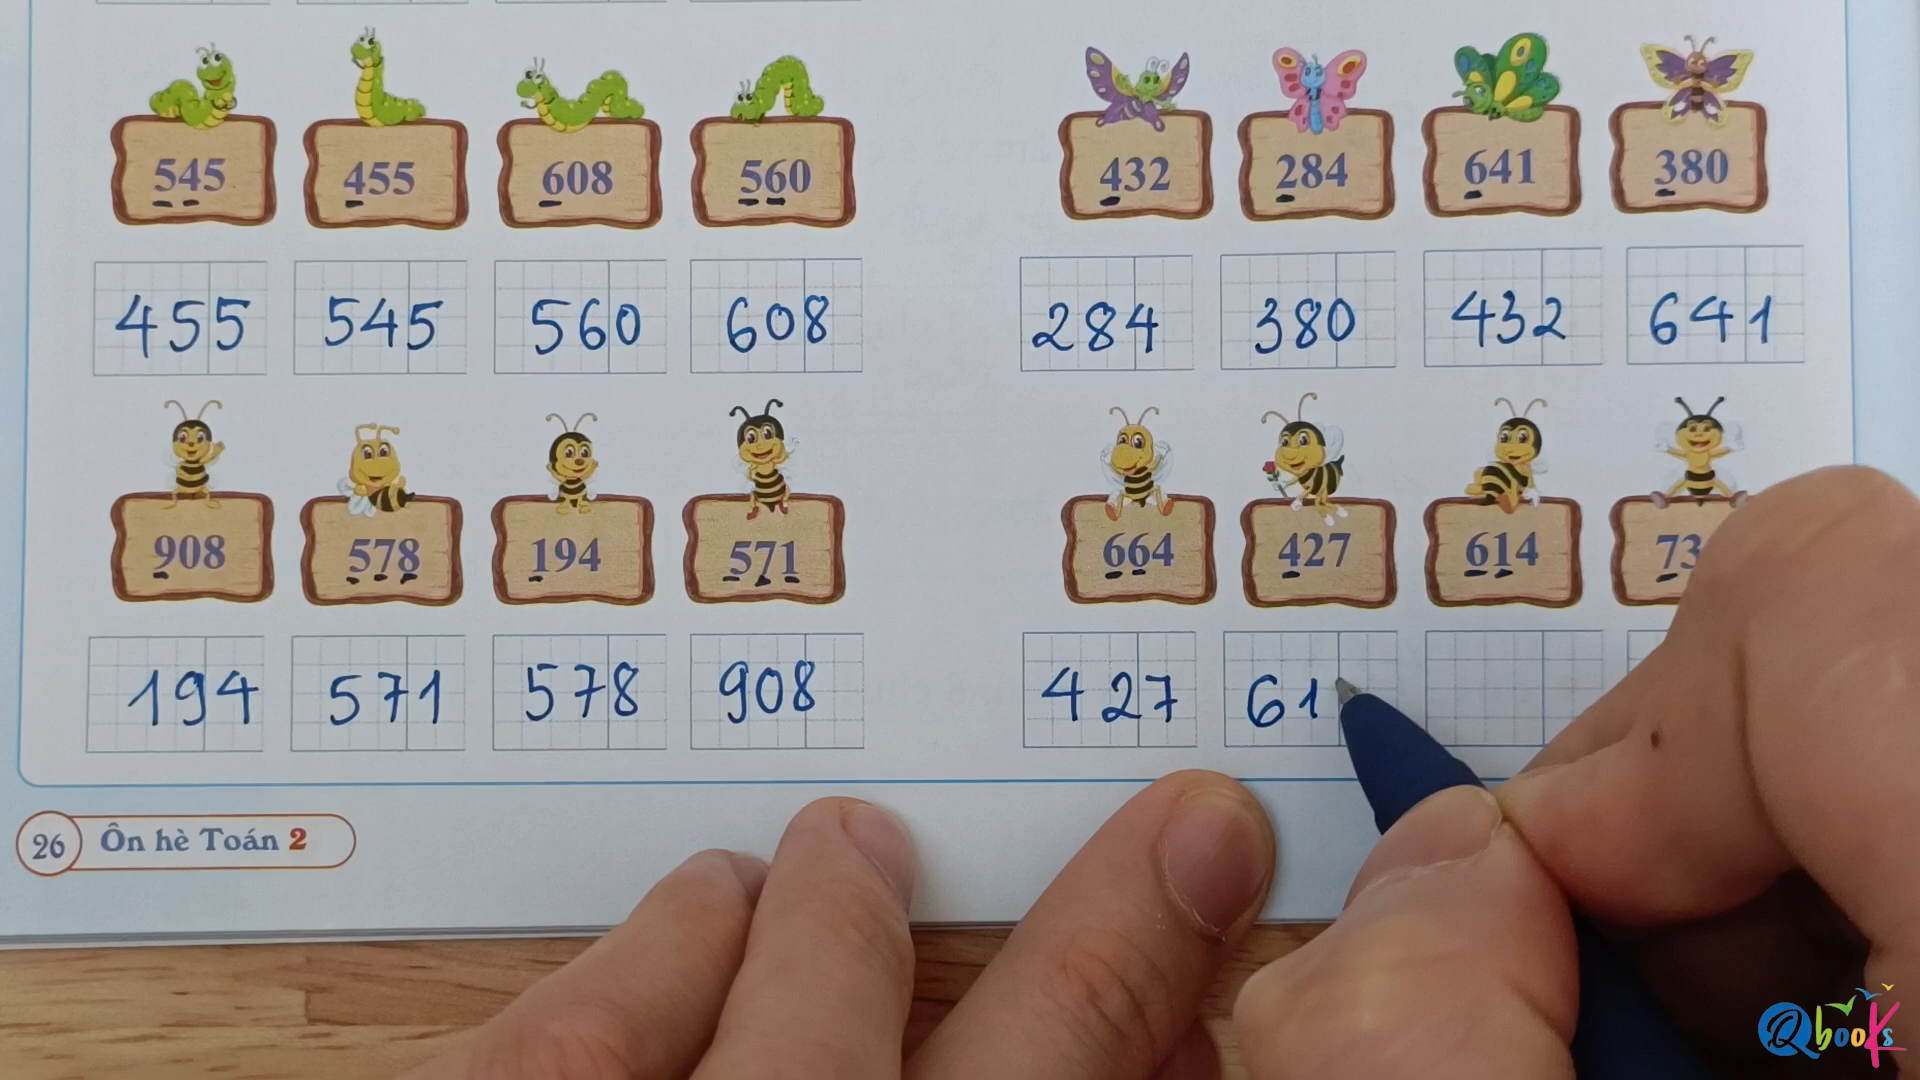 545 455 608 560 432 284 641 380
455 545 560 608 284 380 432 641
908 578 194 571 664 427 614 73
194 571 578 908 427 61
26 Ôn hè Toán 2
Qbooks